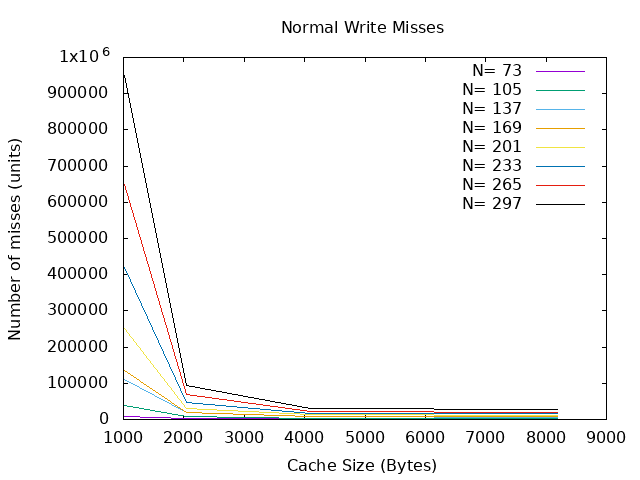 Normal Write Misses
1x10^6
900000
800000
700000
600000
500000
400000
300000
200000
100000
0
Number of misses (units)
N= 73
N= 105
N= 137
N= 169
N= 201
N= 233
N= 265
N= 297
1000 2000 3000 4000 5000 6000 7000 8000 9000
Cache Size (Bytes)